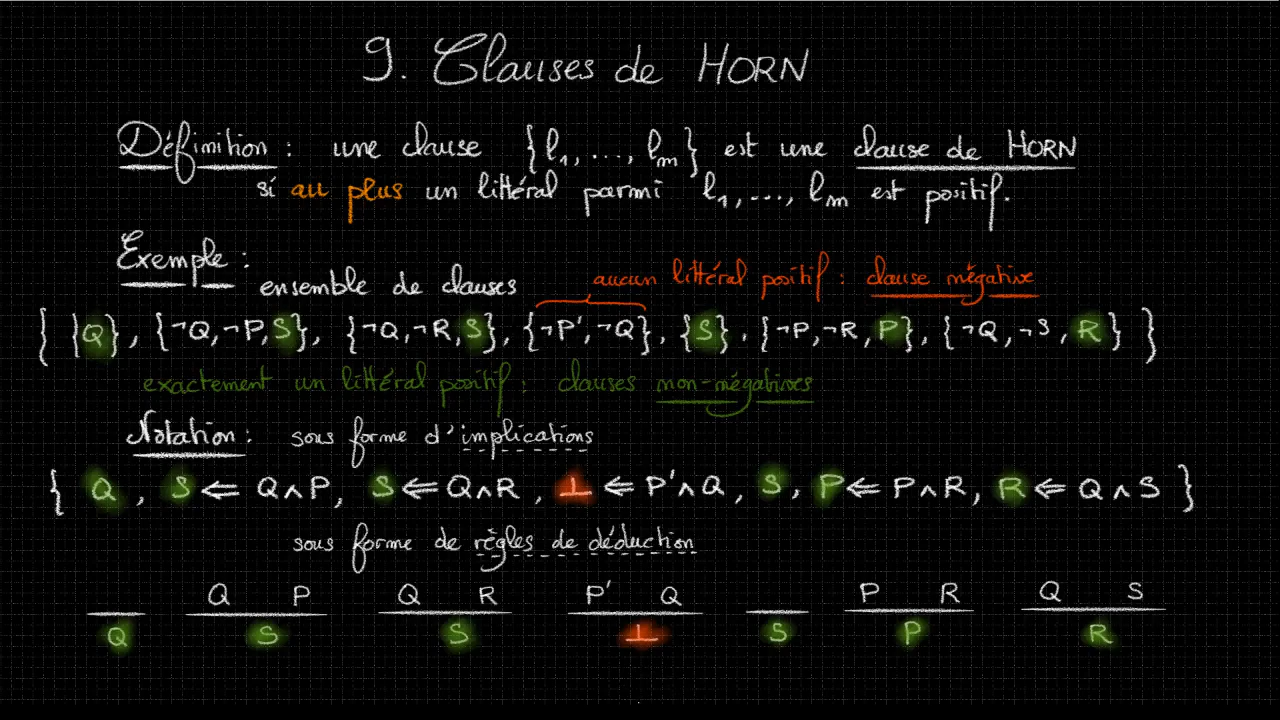 9. Clauses de HORN
Définition : une clause {l₁, ..., lₘ} est une clause de HORN
si au plus un littéral parmi l₁, ..., lₘ est positif.
Exemple :
ensemble de clauses
aucun littéral positif : clause négative
{ {Q}, {¬Q,¬P,S}, {¬Q,¬R,S}, {¬P',¬Q}, {S}, {¬P,¬R,P}, {¬Q,¬S,R} }
exactement un littéral positif : clauses non-négatives
Notation : sous forme d'implications
{ Q , S ⇐ Q∧P, S ⇐ Q∧R , ⊥ ⇐ P'∧Q , S , P ⇐ P∧R, R ⇐ Q∧S }
sous forme de règles de déduction
Q P Q R P' Q P R Q S
Q S S ⊥ S P R